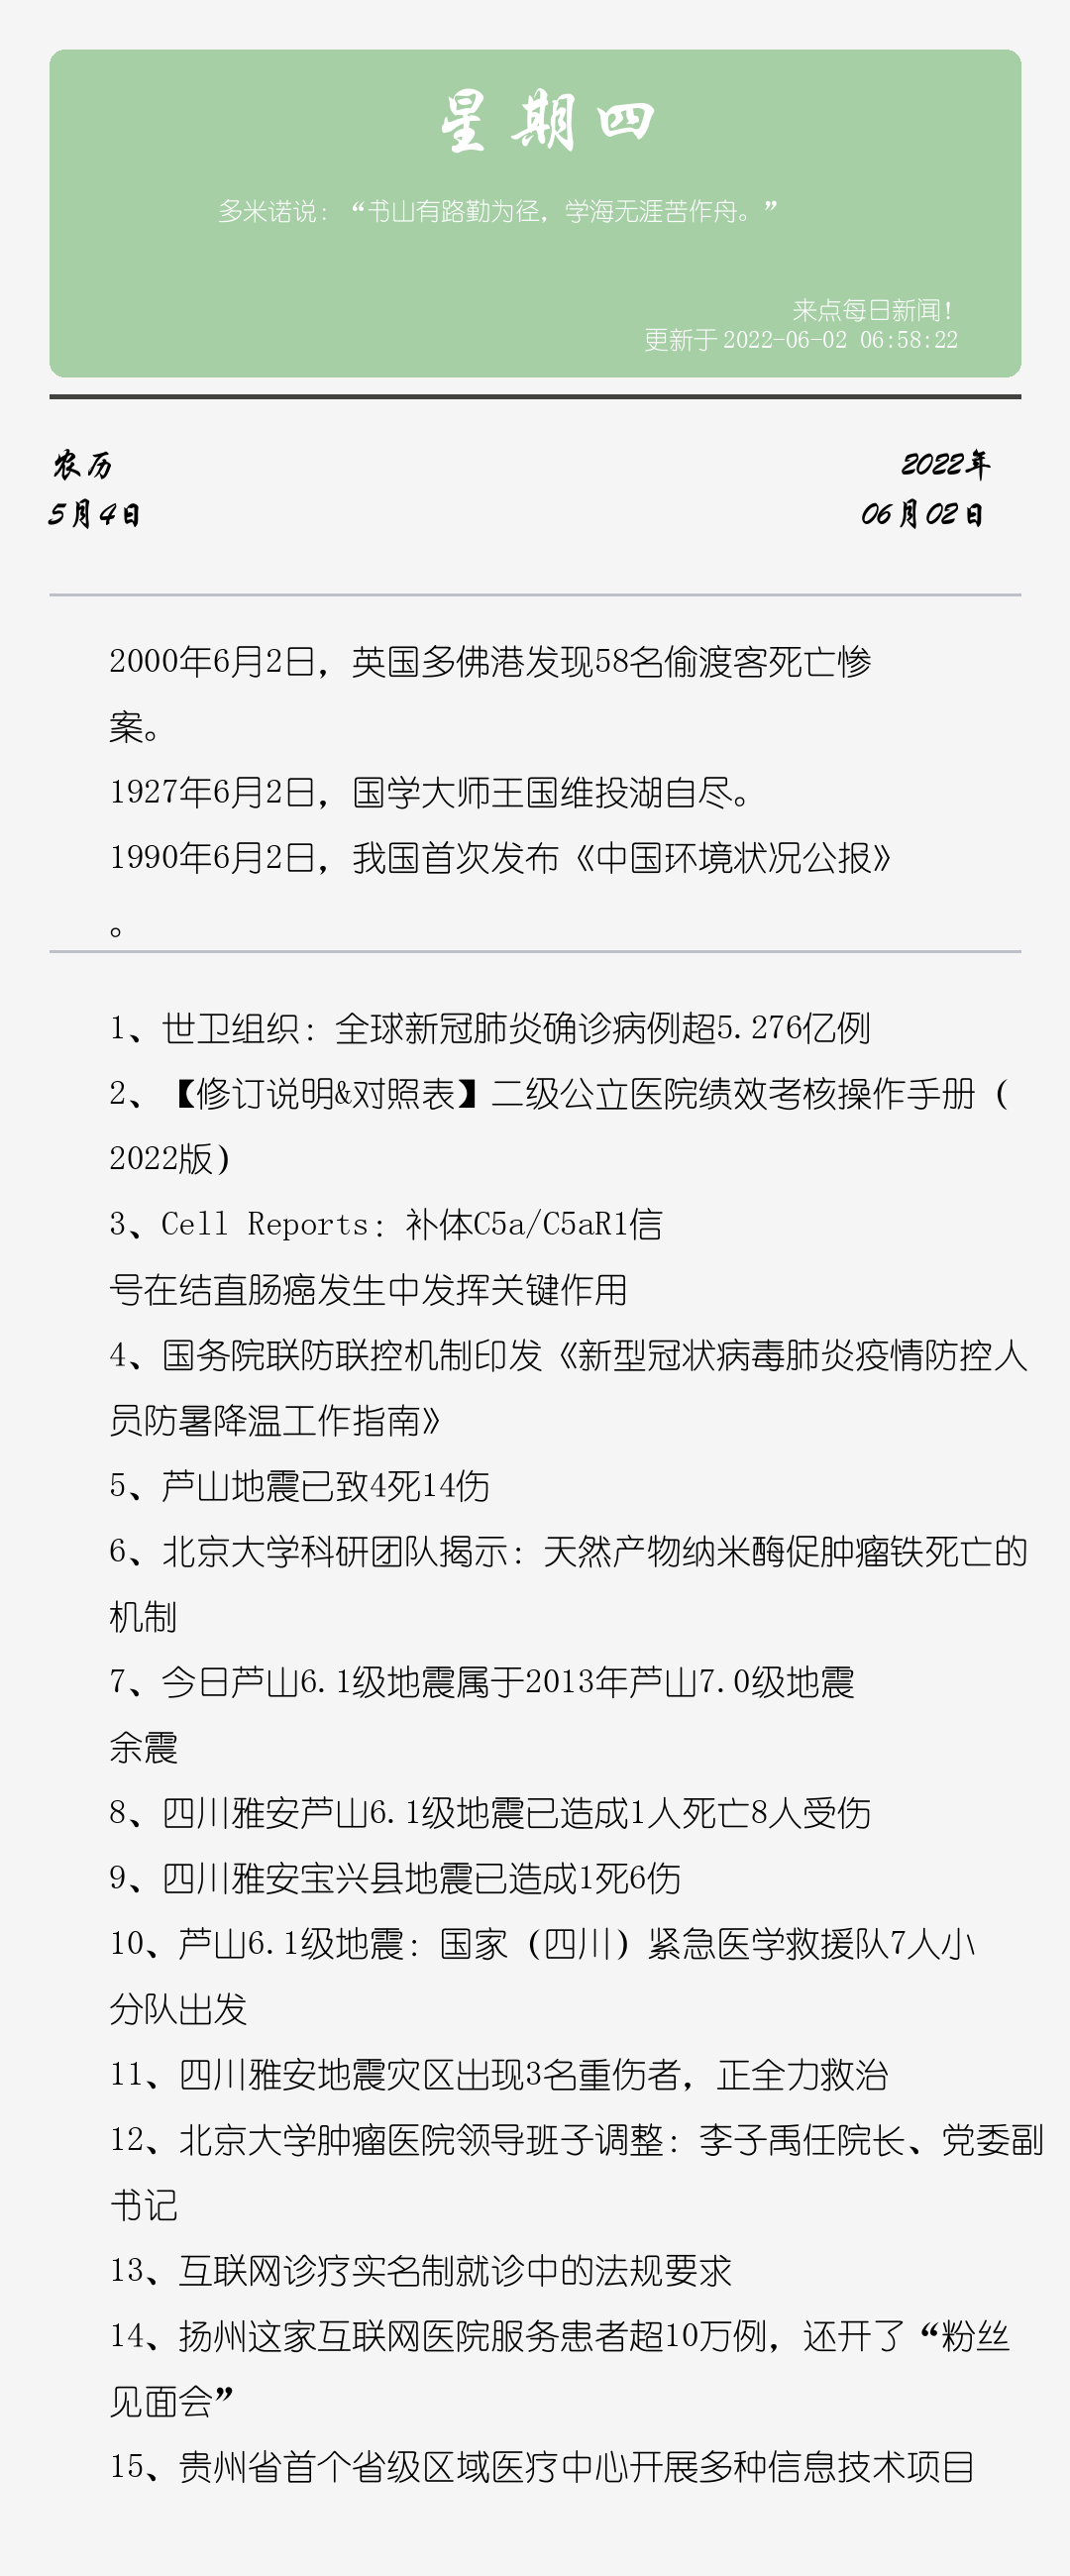 星期四
多米诺说：“书山有路勤为径，学海无涯苦作舟。”
来点每日新闻！
更新于 2022-06-02 06:58:22
农历
2022年
5月4日
06月02日
2000年6月2日，英国多佛港发现58名偷渡客死亡惨
案。
1927年6月2日，国学大师王国维投湖自尽。
1990年6月2日，我国首次发布《中国环境状况公报》
。
1、世卫组织：全球新冠肺炎确诊病例超5.276亿例
2、【修订说明&对照表】二级公立医院绩效考核操作手册（
2022版）
3、Cell Reports：补体C5a/C5aR1信
号在结直肠癌发生中发挥关键作用
4、国务院联防联控机制印发《新型冠状病毒肺炎疫情防控人
员防暑降温工作指南》
5、芦山地震已致4死14伤
6、北京大学科研团队揭示：天然产物纳米酶促肿瘤铁死亡的
机制
7、今日芦山6.1级地震属于2013年芦山7.0级地震
余震
8、四川雅安芦山6.1级地震已造成1人死亡8人受伤
9、四川雅安宝兴县地震已造成1死6伤
10、芦山6.1级地震：国家（四川）紧急医学救援队7人小
分队出发
11、四川雅安地震灾区出现3名重伤者，正全力救治
12、北京大学肿瘤医院领导班子调整：李子禹任院长、党委副
书记
13、互联网诊疗实名制就诊中的法规要求
14、扬州这家互联网医院服务患者超10万例，还开了“粉丝
见面会”
15、贵州省首个省级区域医疗中心开展多种信息技术项目